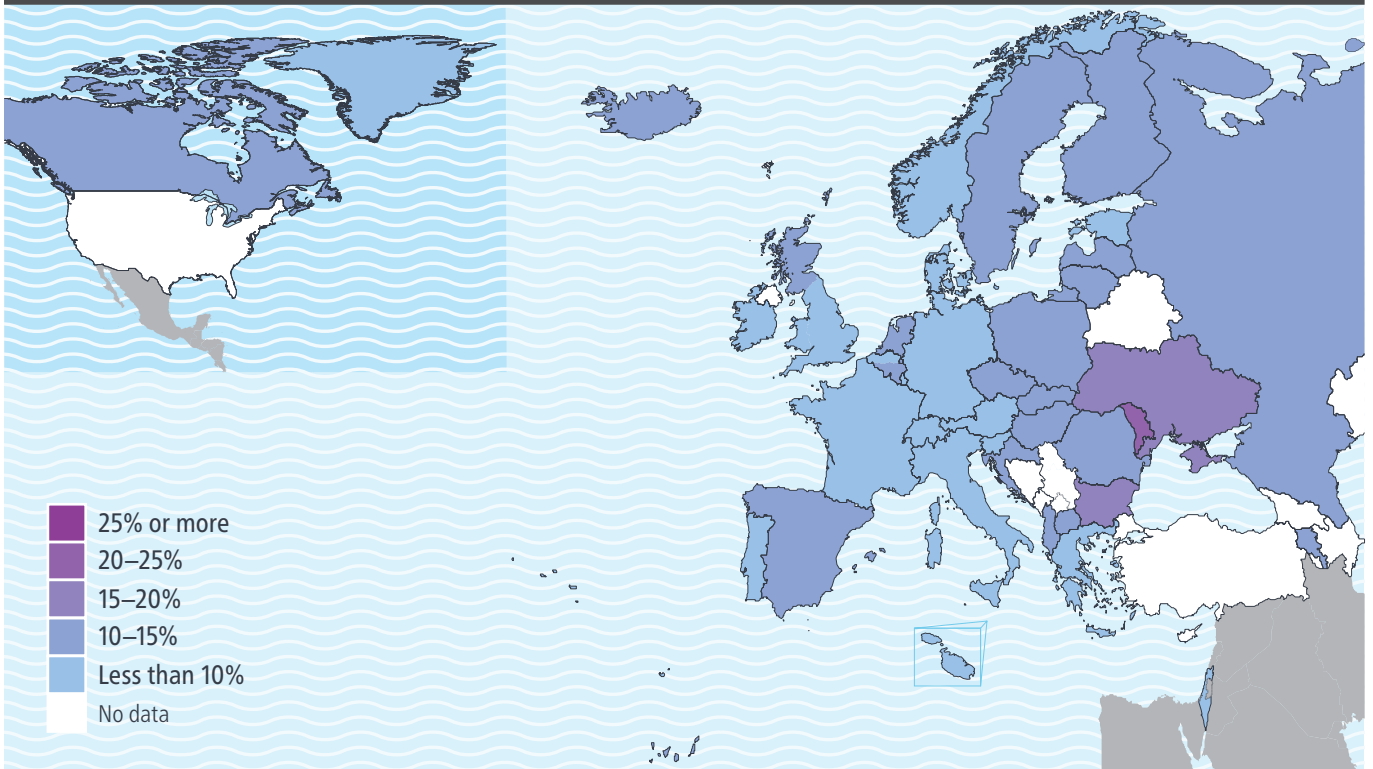 25% or more
20–25%
15–20%
10–15%
Less than 10%
No data